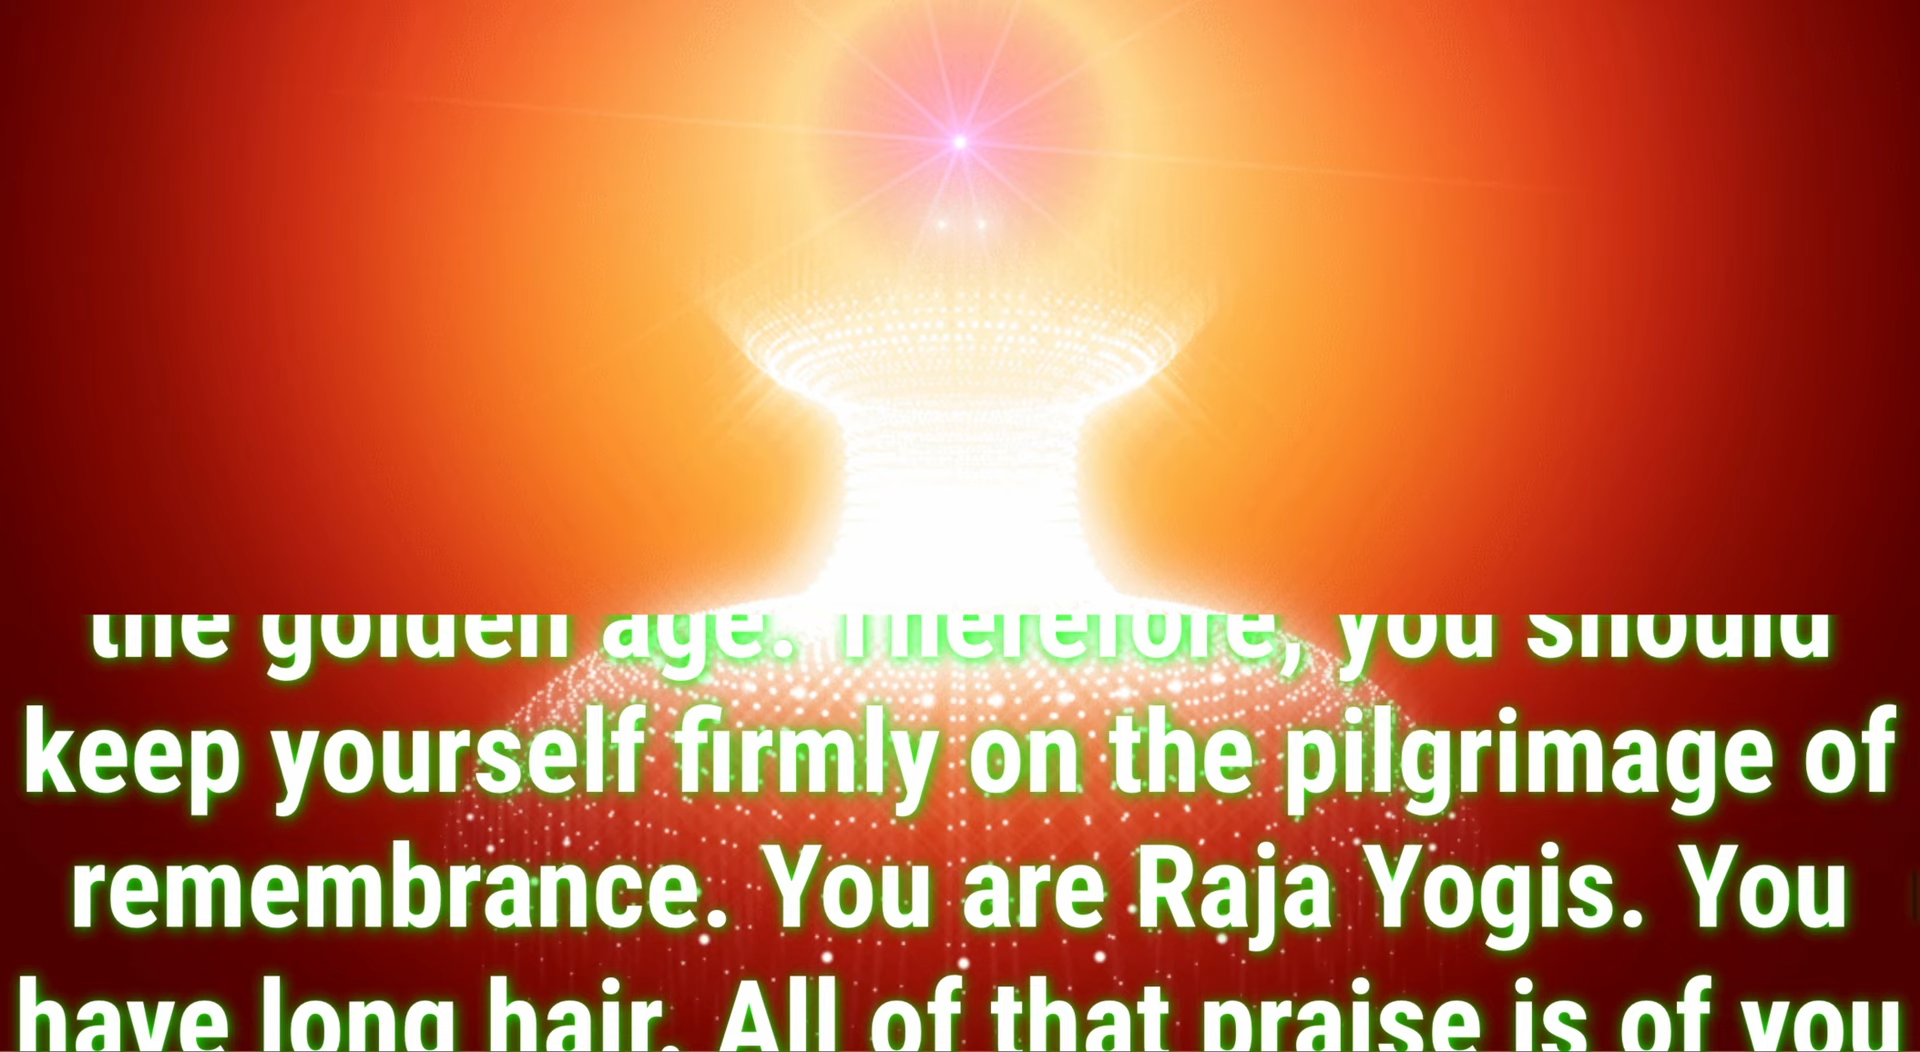 the golden age. Therefore, you should
keep yourself firmly on the pilgrimage of
remembrance. You are Raja Yogis. You
have long hair. All of that praise is of you